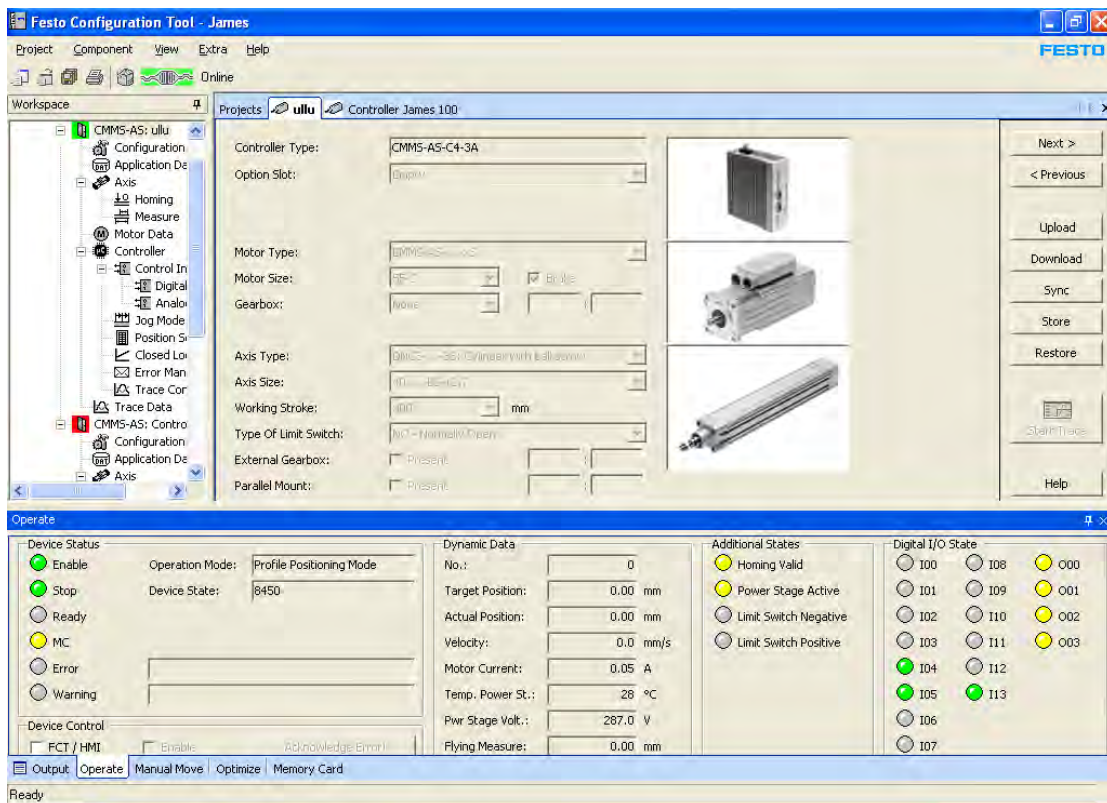 Festo Configuration Tool - James
Project Component View Extra Help
FESTO
Online
Workspace
Projects ullu Controller James 100
CMMS-AS: ullu
Configuration
Application Da
Axis
Homing
Measure
Motor Data
Controller
Control In
Digital
Analo
Jog Mode
Position S
Closed Lo
Error Man
Trace Cor
Trace Data
CMMS-AS: Contro
Configuration
Application Da
Axis
Controller Type: CMMS-AS-C4-3A
Option Slot:
Motor Type:
Motor Size: Brake
Gearbox: None :
Axis Type:
Axis Size:
Working Stroke: mm
Type Of Limit Switch: NO - Normally Open
External Gearbox: Present :
Parallel Mount: Present :
Next >
< Previous
Upload
Download
Sync
Store
Restore
Start Trace
Help
Operate
Device Status
Enable Operation Mode: Profile Positioning Mode
Stop Device State: 8450
Ready
MC
Error
Warning
Device Control
FCT / HMI Enable Acknowledge Error!
Dynamic Data
No.: 0
Target Position: 0.00 mm
Actual Position: 0.00 mm
Velocity: 0.0 mm/s
Motor Current: 0.05 A
Temp. Power St.: 28 °C
Pwr Stage Volt.: 287.0 V
Flying Measure: 0.00 mm
Additional States
Homing Valid
Power Stage Active
Limit Switch Negative
Limit Switch Positive
Digital I/O State
I00 I08 O00
I01 I09 O01
I02 I10 O02
I03 I11 O03
I04 I12
I05 I13
I06
I07
Output Operate Manual Move Optimize Memory Card
Ready